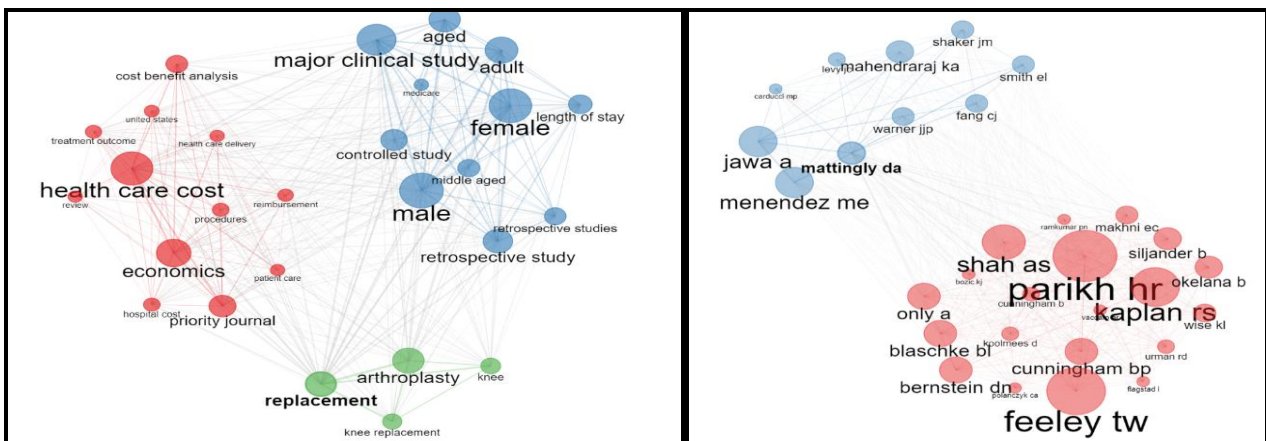 aged
major clinical study
adult
cost benefit analysis
medicare
united states
female
length of stay
treatment outcome
health care delivery
controlled study
middle aged
health care cost
male
review
reimbursement
procedures
retrospective studies
retrospective study
economics
patient care
hospital cost
priority journal
arthroplasty
knee
replacement
knee replacement
shaker jm
mahendraraj ka
smith el
carducci mp
fang cj
warner jjp
jawa a
mattingly da
menendez me
ramkumar pn
makhni ec
siljander b
shah as
bozic kj
okelana b
parikh hr
cunningham b
kaplan rs
only a
wise kl
koolmees d
blaschke bl
urman rd
cunningham bp
bernstein dn
polanczyk ca
flagstad i
feeley tw